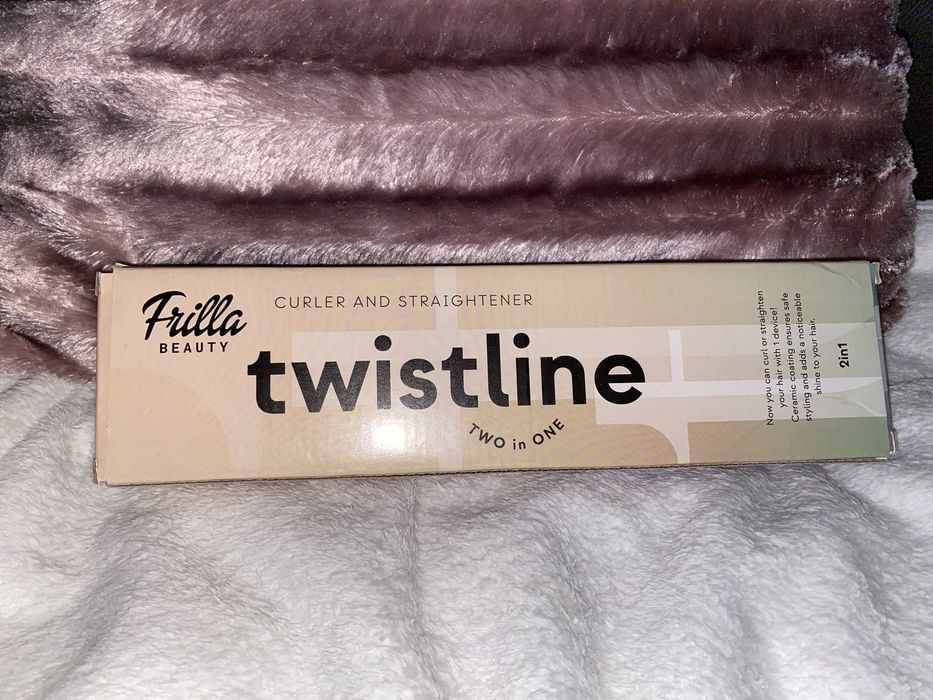 Frilla
BEAUTY
CURLER AND STRAIGHTENER
twistline
TWO in ONE
Now you can curl or straighten
your hair with 1 device!
Ceramic coating ensures safe
styling and adds a noticeable
shine to your hair.
2in1